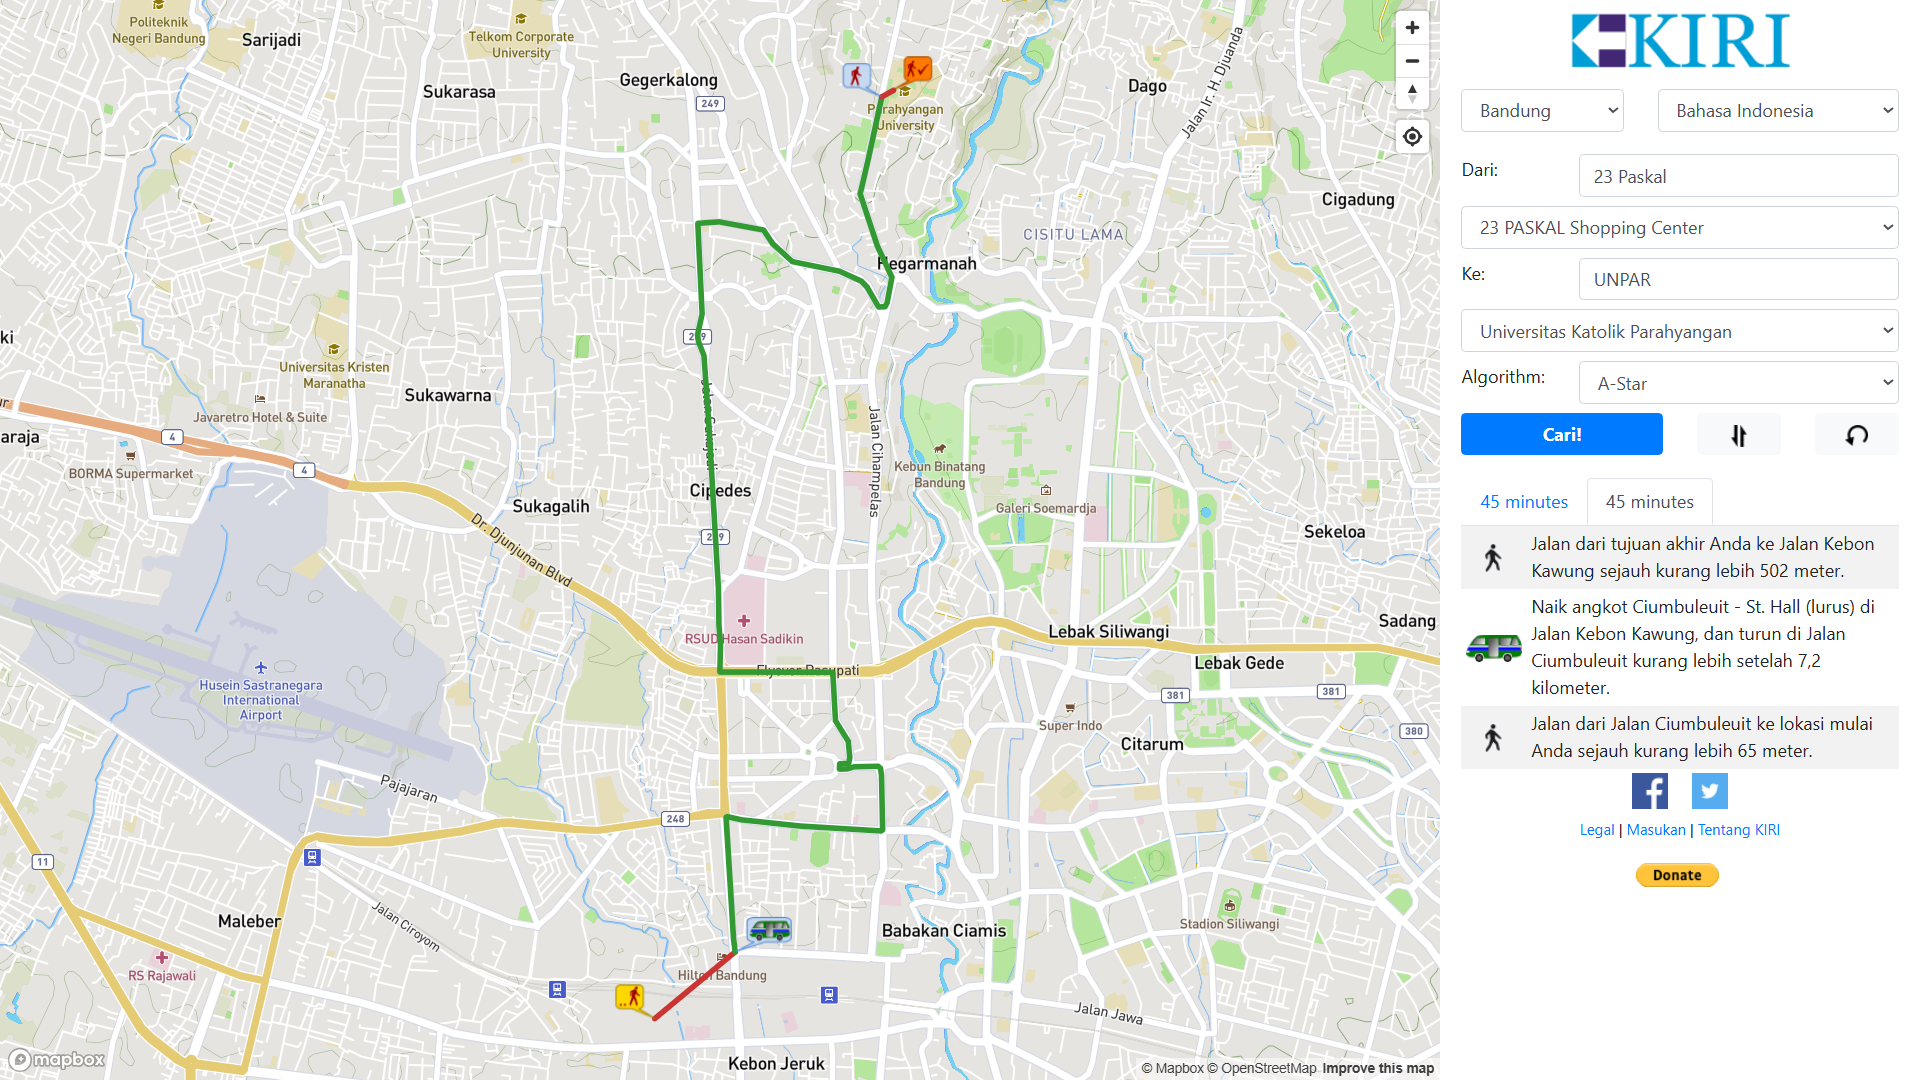 Politeknik
Negeri Bandung
Sarijadi
Telkom Corporate
University
Sukarasa
Gegerkalong
249
Parahyangan
University
Dago
Jalan Ir. H. Djuanda
Cigadung
CISITU LAMA
Hegarmanah
Universitas Kristen
Maranatha
Sukawarna
Javaretro Hotel & Suite
araja
4
4
BORMA Supermarket
Sukagalih
Cipedes
Jalan Cihampelas
Kebun Binatang
Bandung
Galeri Soemardja
Sekeloa
Dr. Djunjunan Blvd
RSUD Hasan Sadikin
Lebak Siliwangi
Sadang
Lebak Gede
Flyover Pasupati
Husein Sastranegara
International
Airport
381
381
380
Super Indo
Citarum
Pajajaran
248
11
Maleber
Jalan Ciroyom
RS Rajawali
Babakan Ciamis
Stadion Siliwangi
Hilton Bandung
Jalan Jawa
Kebon Jeruk
mapbox
© Mapbox © OpenStreetMap Improve this map
KIRI
Bandung
Bahasa Indonesia
Dari:
23 Paskal
23 PASKAL Shopping Center
Ke:
UNPAR
Universitas Katolik Parahyangan
Algorithm:
A-Star
Cari!
45 minutes
45 minutes
Jalan dari tujuan akhir Anda ke Jalan Kebon
Kawung sejauh kurang lebih 502 meter.
Naik angkot Ciumbuleuit - St. Hall (lurus) di
Jalan Kebon Kawung, dan turun di Jalan
Ciumbuleuit kurang lebih setelah 7,2
kilometer.
Jalan dari Jalan Ciumbuleuit ke lokasi mulai
Anda sejauh kurang lebih 65 meter.
Legal | Masukan | Tentang KIRI
Donate